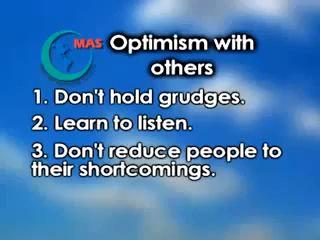 MAS
Optimism with
others
1. Don't hold grudges.
2. Learn to listen.
3. Don't reduce people to
their shortcomings.